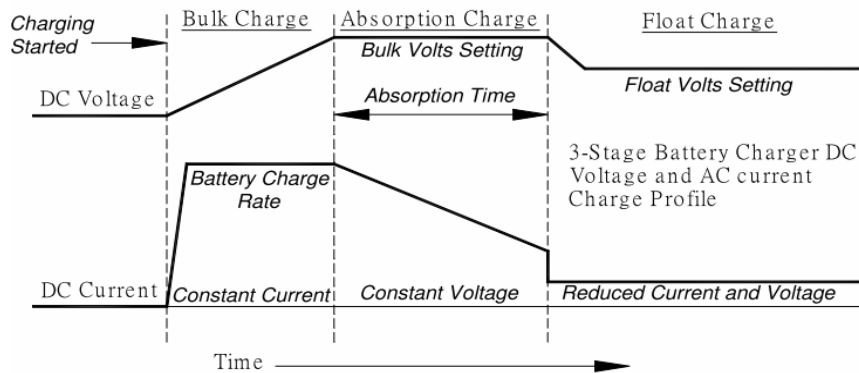 Charging
Started
Bulk Charge
Absorption Charge
Float Charge
Bulk Volts Setting
DC Voltage
Absorption Time
Float Volts Setting
3-Stage Battery Charger DC
Voltage and AC current
Charge Profile
Battery Charge
Rate
DC Current
Constant Current
Constant Voltage
Reduced Current and Voltage
Time